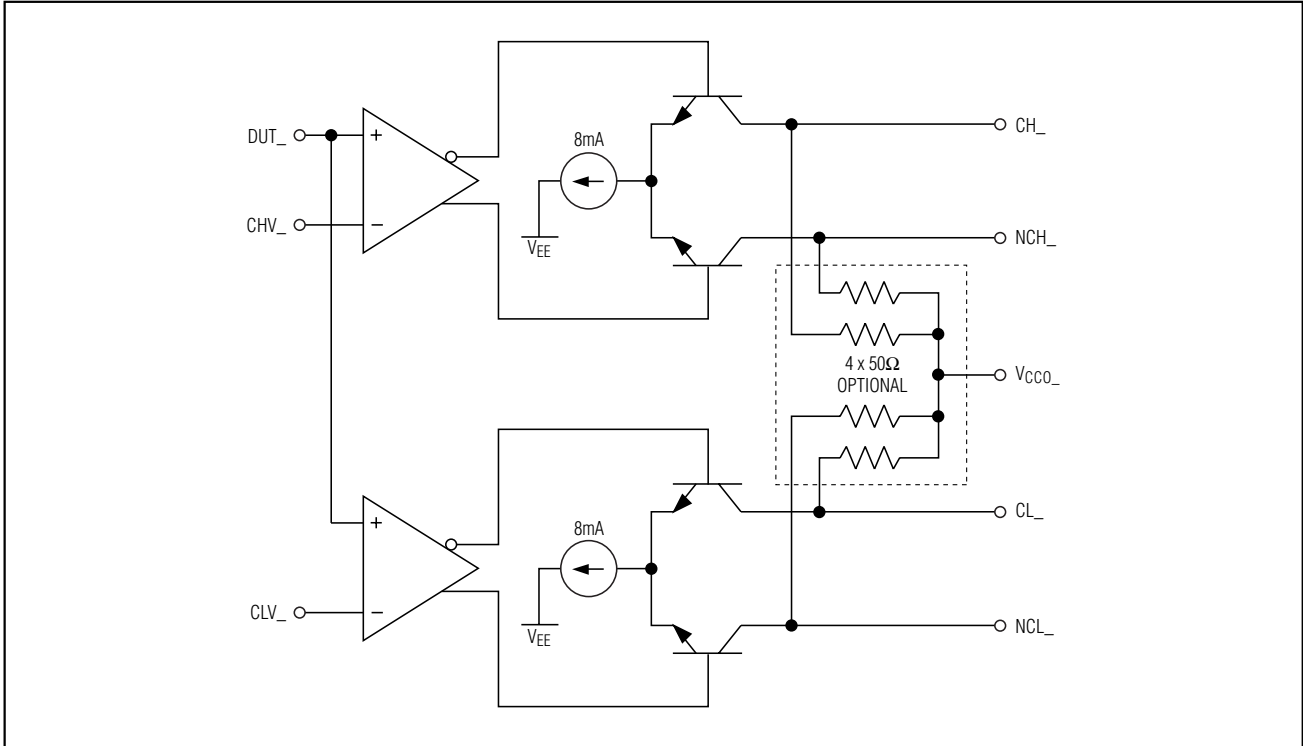 DUT_
+
CHV_
−
8mA
VEE
CH_
NCH_
4 x 50Ω
OPTIONAL
VCCO_
+
CLV_
−
8mA
VEE
CL_
NCL_